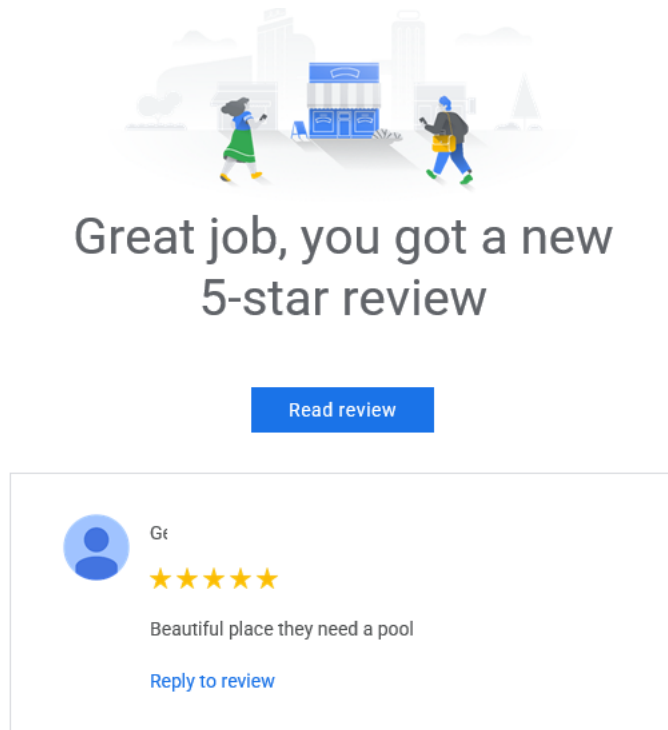 Great job, you got a new
5-star review
Read review
Beautiful place they need a pool
Reply to review